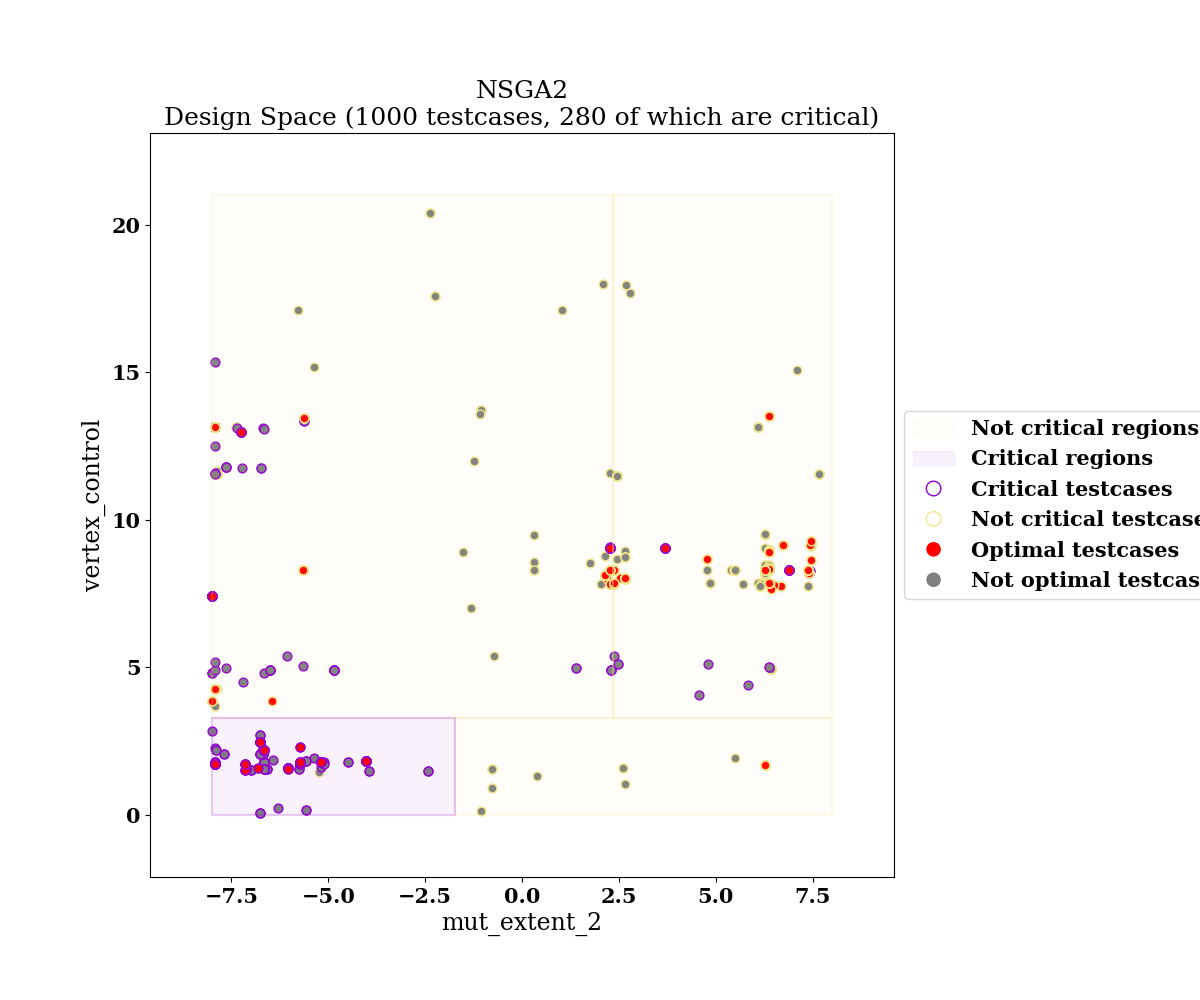 NSGA2
Design Space (1000 testcases, 280 of which are critical)
20
15
10
5
0
vertex_control
−7.5
−5.0
−2.5
0.0
2.5
5.0
7.5
mut_extent_2
Not critical regions
Critical regions
Critical testcases
Not critical testcase
Optimal testcases
Not optimal testcas